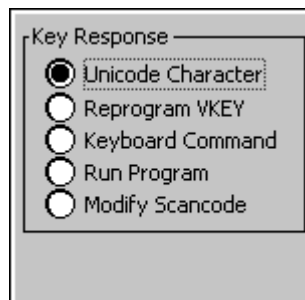 Key Response
Unicode Character
Reprogram VKEY
Keyboard Command
Run Program
Modify Scancode